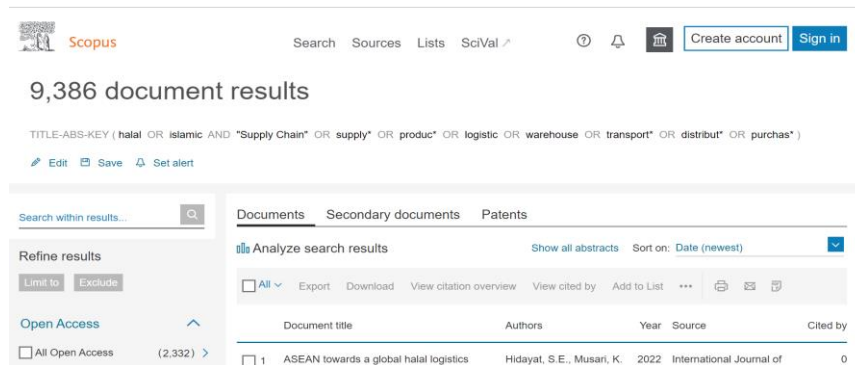 Scopus
Search Sources Lists SciVal ↗ Create account Sign in
9,386 document results
TITLE-ABS-KEY ( halal OR islamic AND "Supply Chain" OR supply* OR produc* OR logistic OR warehouse OR transport* OR distribut* OR purchas* )
Edit Save Set alert
Search within results...
Documents Secondary documents Patents
Analyze search results Show all abstracts Sort on: Date (newest)
Refine results
Limit to Exclude
All Export Download View citation overview View cited by Add to List ...
Open Access
Document title Authors Year Source Cited by
All Open Access (2,332) >
1 ASEAN towards a global halal logistics Hidayat, S.E., Musari, K. 2022 International Journal of 0